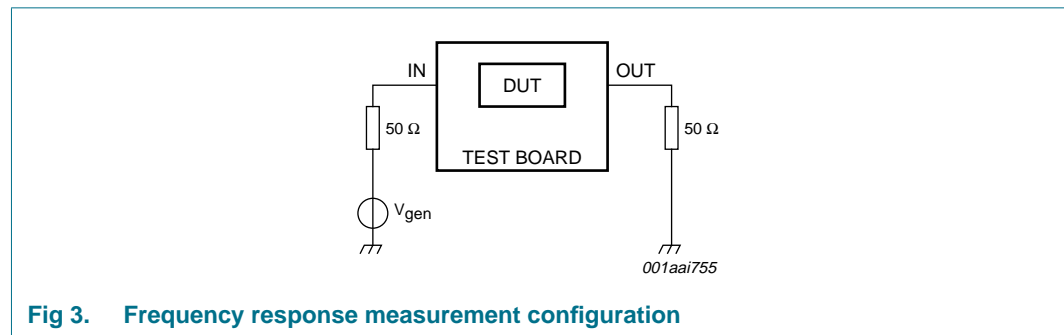 IN
OUT
DUT
50 Ω
50 Ω
TEST BOARD
Vgen
001aai755
Fig 3. Frequency response measurement configuration